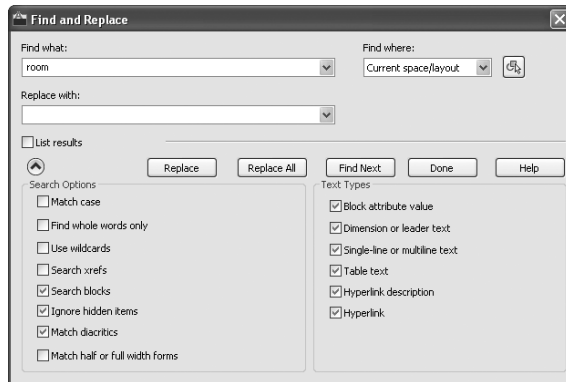 Find and Replace
Find what:
Find where:
room
Current space/layout
Replace with:
List results
Replace
Replace All
Find Next
Done
Help
Search Options
Match case
Find whole words only
Use wildcards
Search xrefs
Search blocks
Ignore hidden items
Match diacritics
Match half or full width forms
Text Types
Block attribute value
Dimension or leader text
Single-line or multiline text
Table text
Hyperlink description
Hyperlink